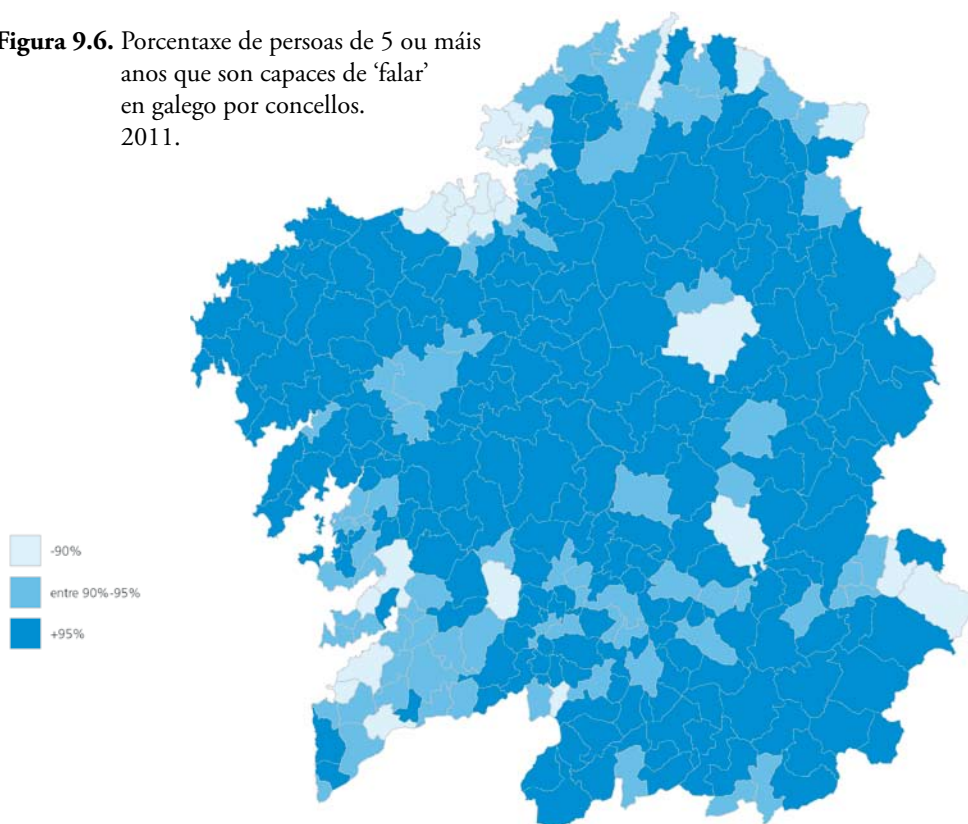 Figura 9.6. Porcentaxe de persoas de 5 ou máis
anos que son capaces de ‘falar’
en galego por concellos.
2011.
-90%
entre 90%-95%
+95%